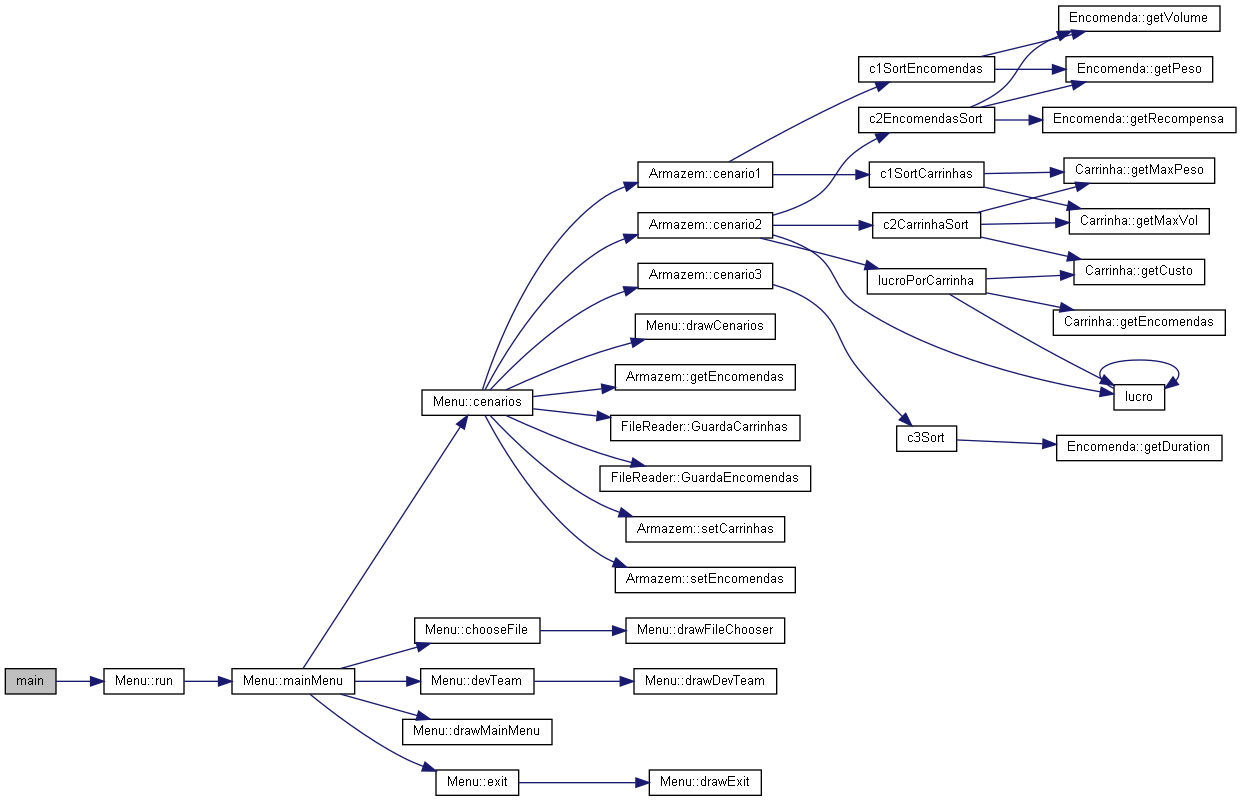 Encomenda::getVolume
c1SortEncomendas
Encomenda::getPeso
c2EncomendasSort
Encomenda::getRecompensa
Armazem::cenario1
c1SortCarrinhas
Carrinha::getMaxPeso
Armazem::cenario2
c2CarrinhaSort
Carrinha::getMaxVol
Armazem::cenario3
lucroPorCarrinha
Carrinha::getCusto
Menu::drawCenarios
Carrinha::getEncomendas
Armazem::getEncomendas
Menu::cenarios
lucro
FileReader::GuardaCarrinhas
c3Sort
Encomenda::getDuration
FileReader::GuardaEncomendas
Armazem::setCarrinhas
Armazem::setEncomendas
Menu::chooseFile
Menu::drawFileChooser
main
Menu::run
Menu::mainMenu
Menu::devTeam
Menu::drawDevTeam
Menu::drawMainMenu
Menu::exit
Menu::drawExit